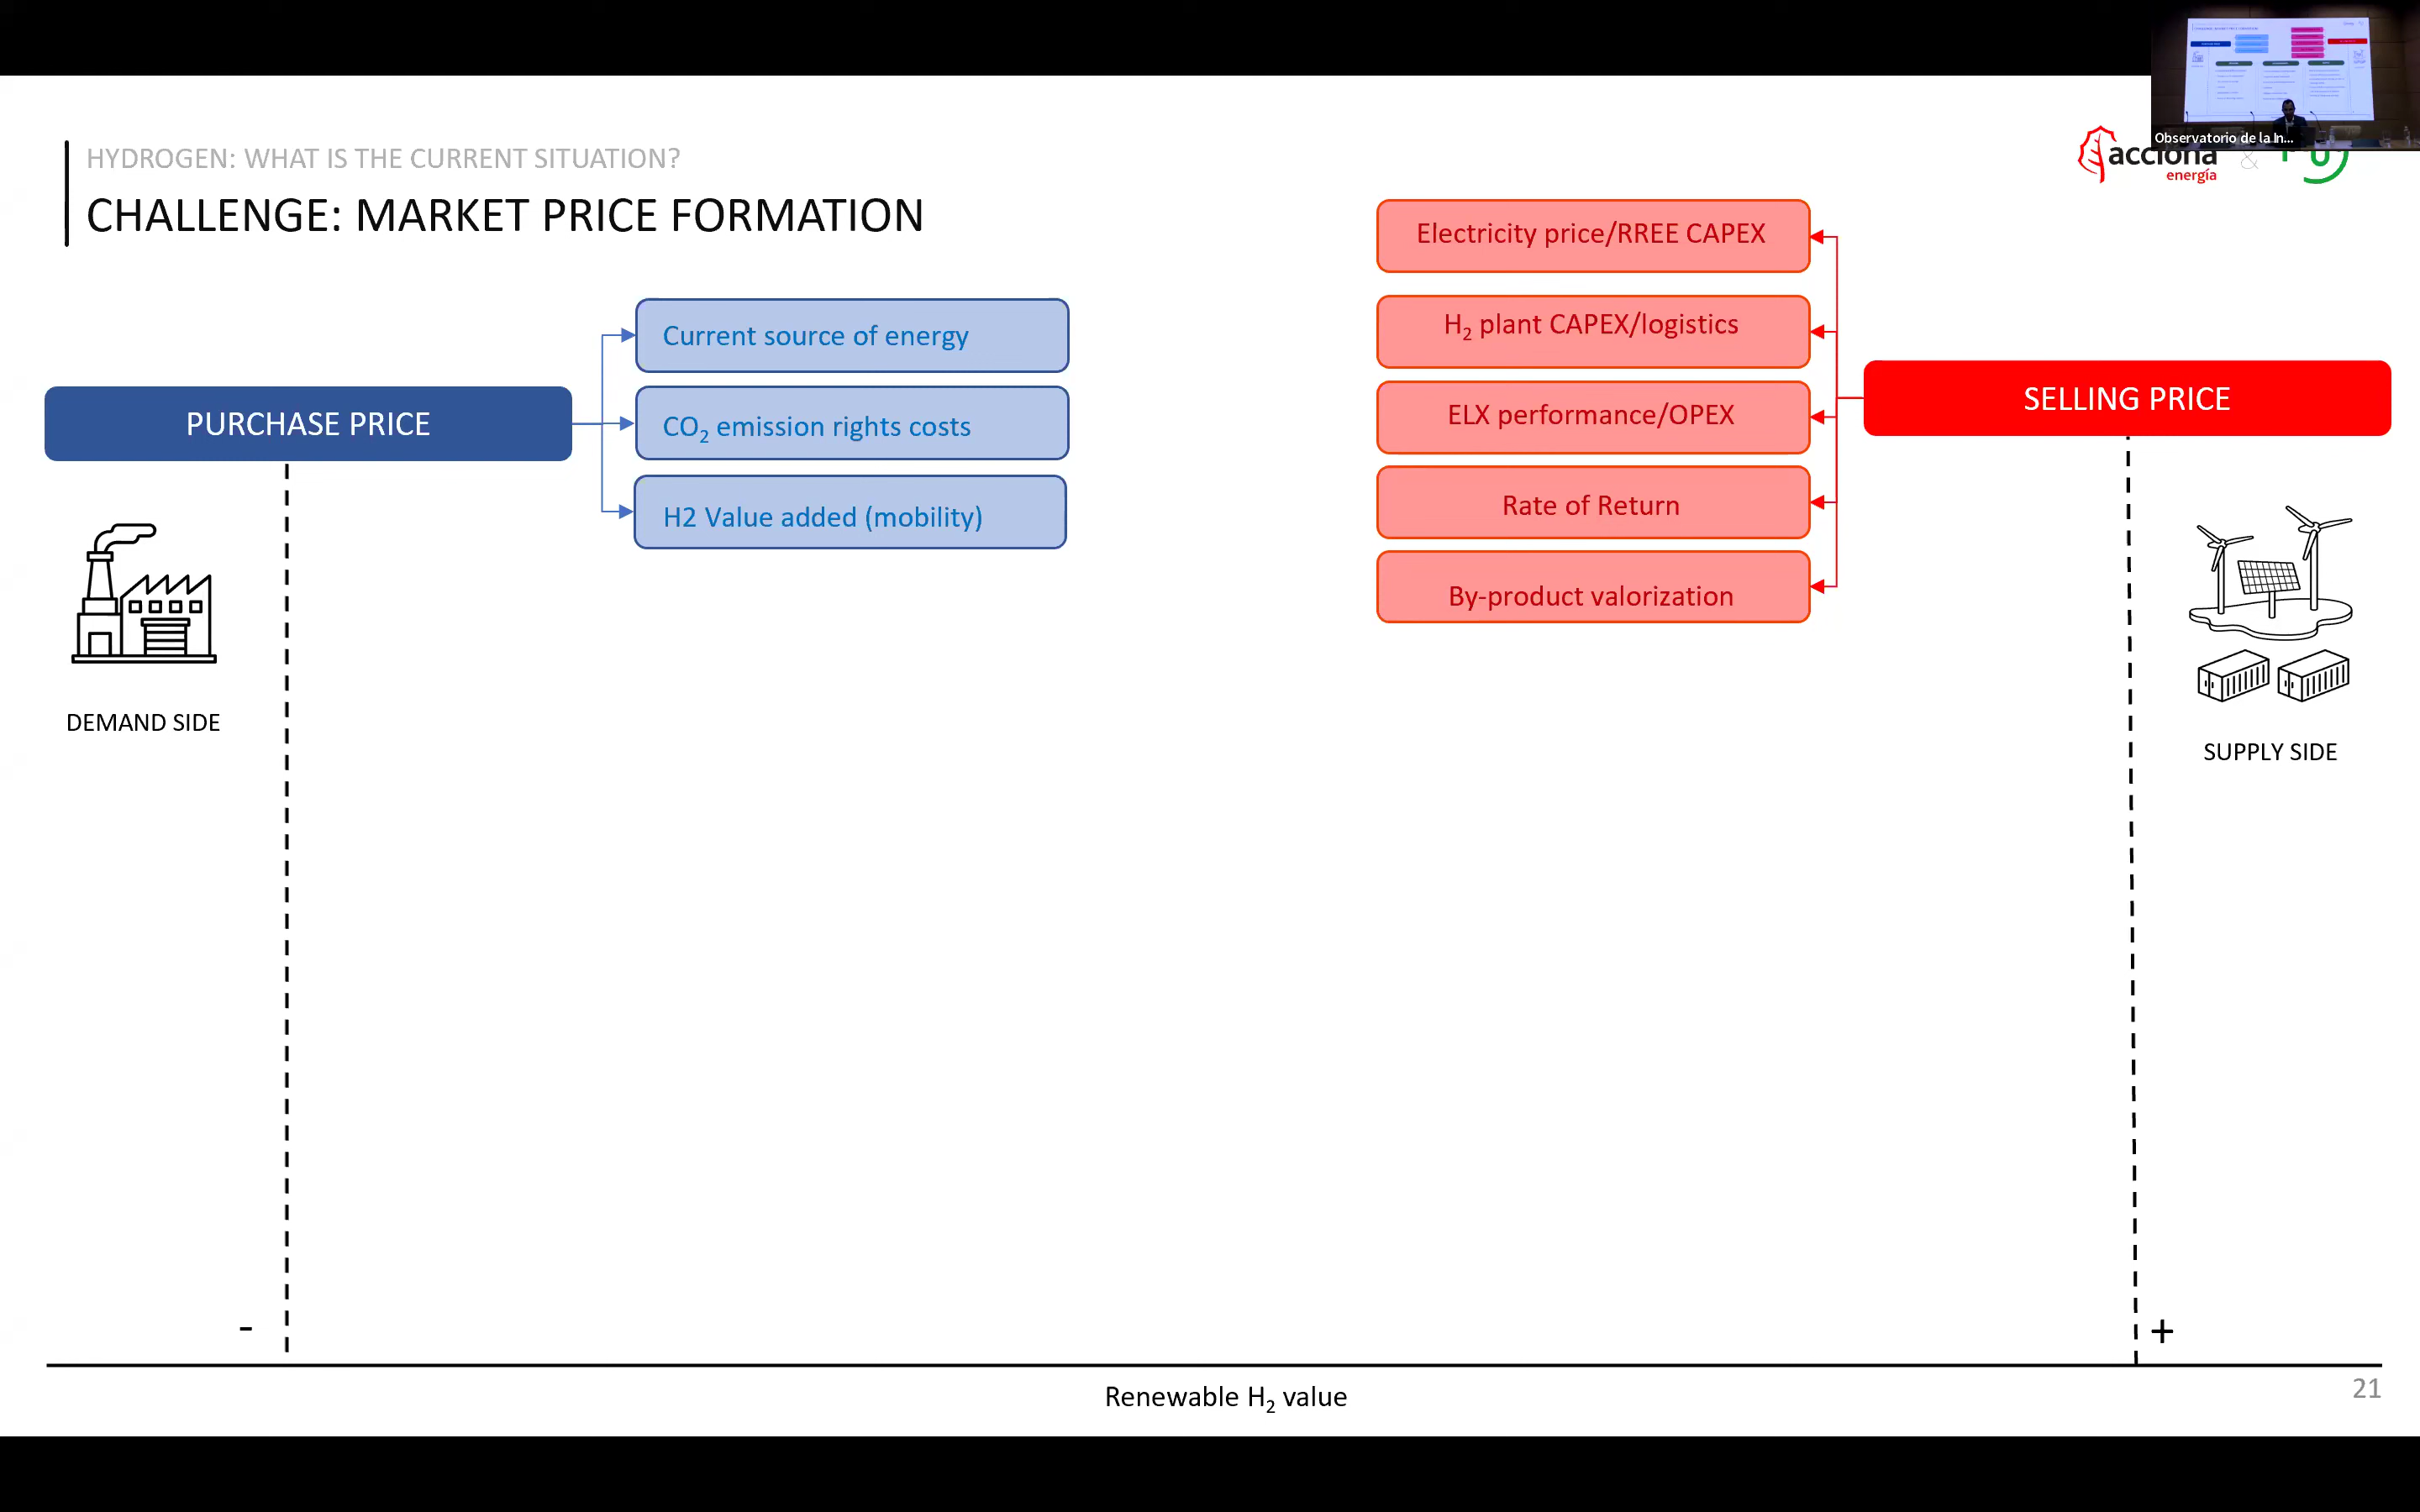 Observatorio de la In...
HYDROGEN: WHAT IS THE CURRENT SITUATION?
CHALLENGE: MARKET PRICE FORMATION
acciona
energía
&
PURCHASE PRICE
Current source of energy
CO₂ emission rights costs
H2 Value added (mobility)
Electricity price/RREE CAPEX
H₂ plant CAPEX/logistics
ELX performance/OPEX
Rate of Return
By-product valorization
SELLING PRICE
DEMAND SIDE
SUPPLY SIDE
-
+
Renewable H₂ value
21